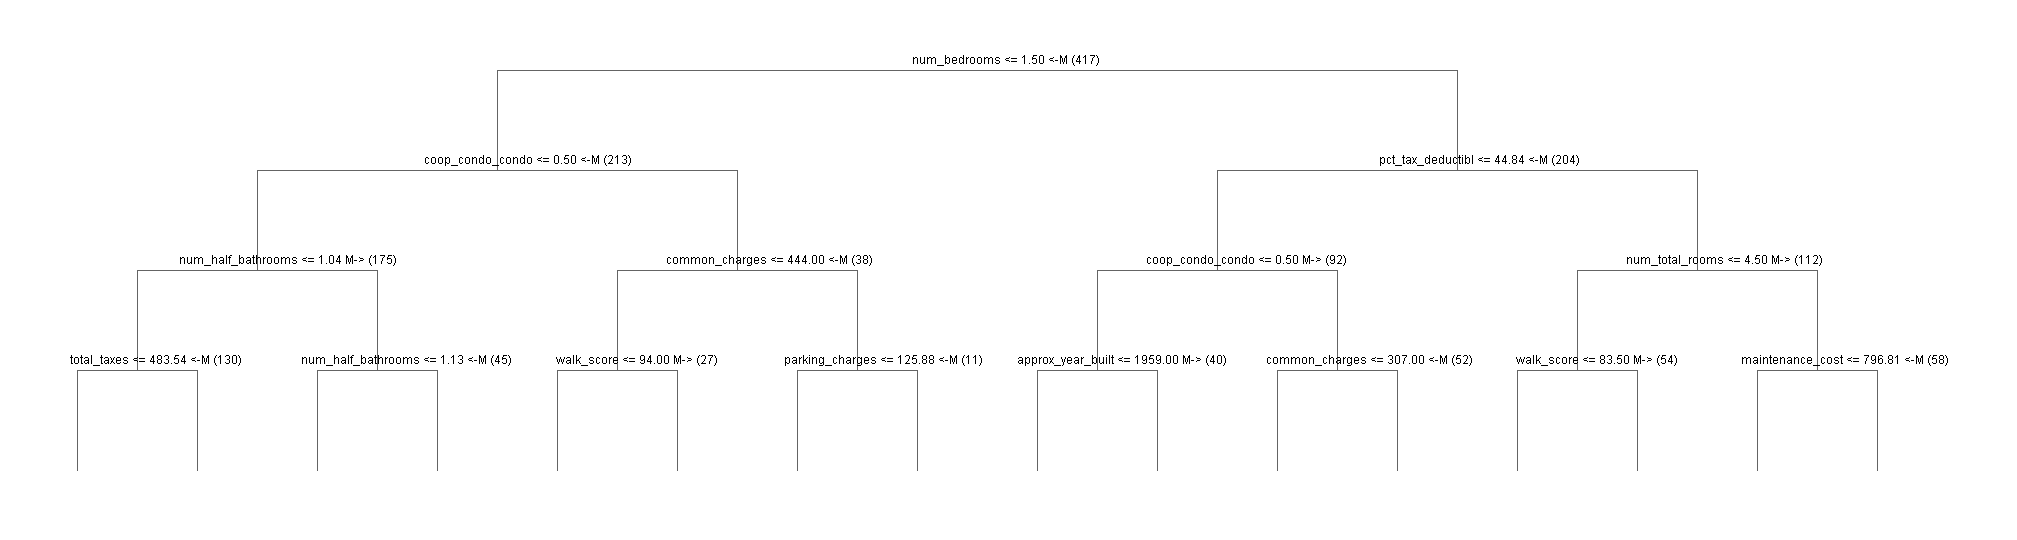 num_bedrooms <= 1.50 <-M (417)
coop_condo_condo <= 0.50 <-M (213)
pct_tax_deductibl <= 44.84 <-M (204)
num_half_bathrooms <= 1.04 M-> (175)
common_charges <= 444.00 <-M (38)
coop_condo_condo <= 0.50 M-> (92)
num_total_rooms <= 4.50 M-> (112)
total_taxes <= 483.54 <-M (130)
num_half_bathrooms <= 1.13 <-M (45)
walk_score <= 94.00 M-> (27)
parking_charges <= 125.88 <-M (11)
approx_year_built <= 1959.00 M-> (40)
common_charges <= 307.00 <-M (52)
walk_score <= 83.50 M-> (54)
maintenance_cost <= 796.81 <-M (58)